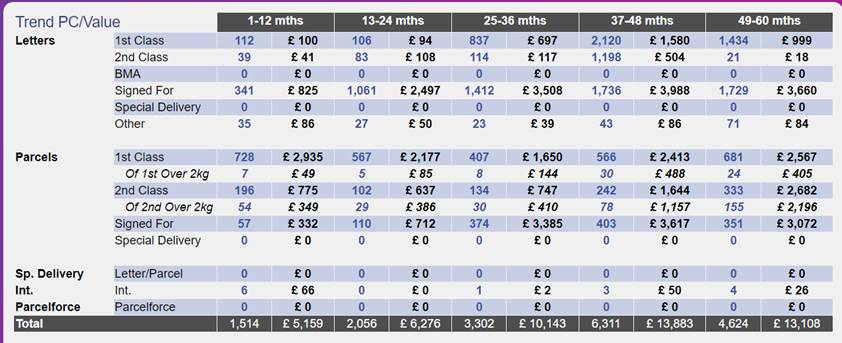 Trend PC/Value 1-12 mths 13-24 mths 25-36 mths 37-48 mths 49-60 mths
Letters 1st Class 112 £ 100 106 £ 94 837 £ 697 2,120 £ 1,580 1,434 £ 999
2nd Class 39 £ 41 83 £ 108 114 £ 117 1,198 £ 504 21 £ 18
BMA 0 £ 0 0 £ 0 0 £ 0 0 £ 0 0 £ 0
Signed For 341 £ 825 1,061 £ 2,497 1,412 £ 3,508 1,736 £ 3,988 1,729 £ 3,660
Special Delivery 0 £ 0 0 £ 0 0 £ 0 0 £ 0 0 £ 0
Other 35 £ 86 27 £ 50 23 £ 39 43 £ 86 71 £ 84
Parcels 1st Class 728 £ 2,935 567 £ 2,177 407 £ 1,650 566 £ 2,413 681 £ 2,567
Of 1st Over 2kg 7 £ 49 5 £ 85 8 £ 144 30 £ 488 24 £ 405
2nd Class 196 £ 775 102 £ 637 134 £ 747 242 £ 1,644 333 £ 2,682
Of 2nd Over 2kg 54 £ 349 29 £ 386 30 £ 410 78 £ 1,157 155 £ 2,196
Signed For 57 £ 332 110 £ 712 374 £ 3,385 403 £ 3,617 351 £ 3,072
Special Delivery 0 £ 0 0 £ 0 0 £ 0 0 £ 0 0 £ 0
Sp. Delivery Letter/Parcel 0 £ 0 0 £ 0 0 £ 0 0 £ 0 0 £ 0
Int. Int. 6 £ 66 0 £ 0 1 £ 2 3 £ 50 4 £ 26
Parcelforce Parcelforce 0 £ 0 0 £ 0 0 £ 0 0 £ 0 0 £ 0
Total 1,514 £ 5,159 2,056 £ 6,276 3,302 £ 10,143 6,311 £ 13,883 4,624 £ 13,108